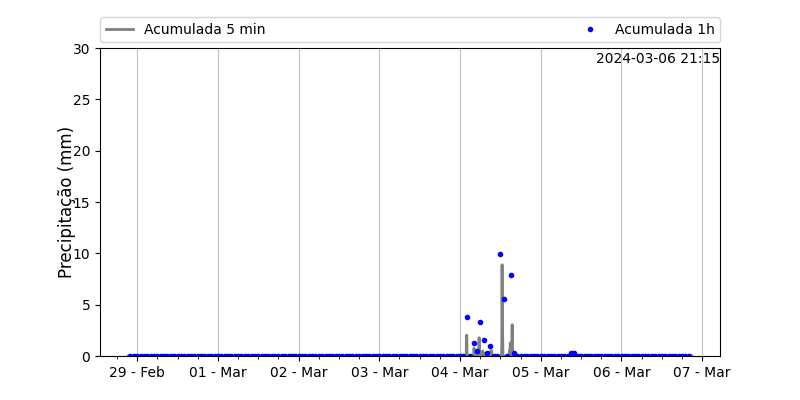 Acumulada 5 min
Acumulada 1h
2024-03-06 21:15
Precipitação (mm)
30
25
20
15
10
5
0
29 - Feb
01 - Mar
02 - Mar
03 - Mar
04 - Mar
05 - Mar
06 - Mar
07 - Mar